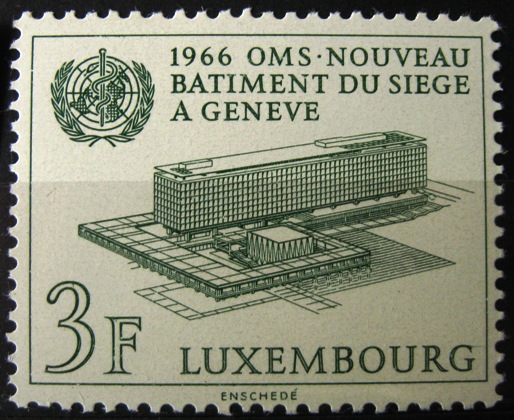 1966 OMS·NOUVEAU
BATIMENT DU SIEGE
A GENEVE
3F
LUXEMBOURG
ENSCHEDÉ